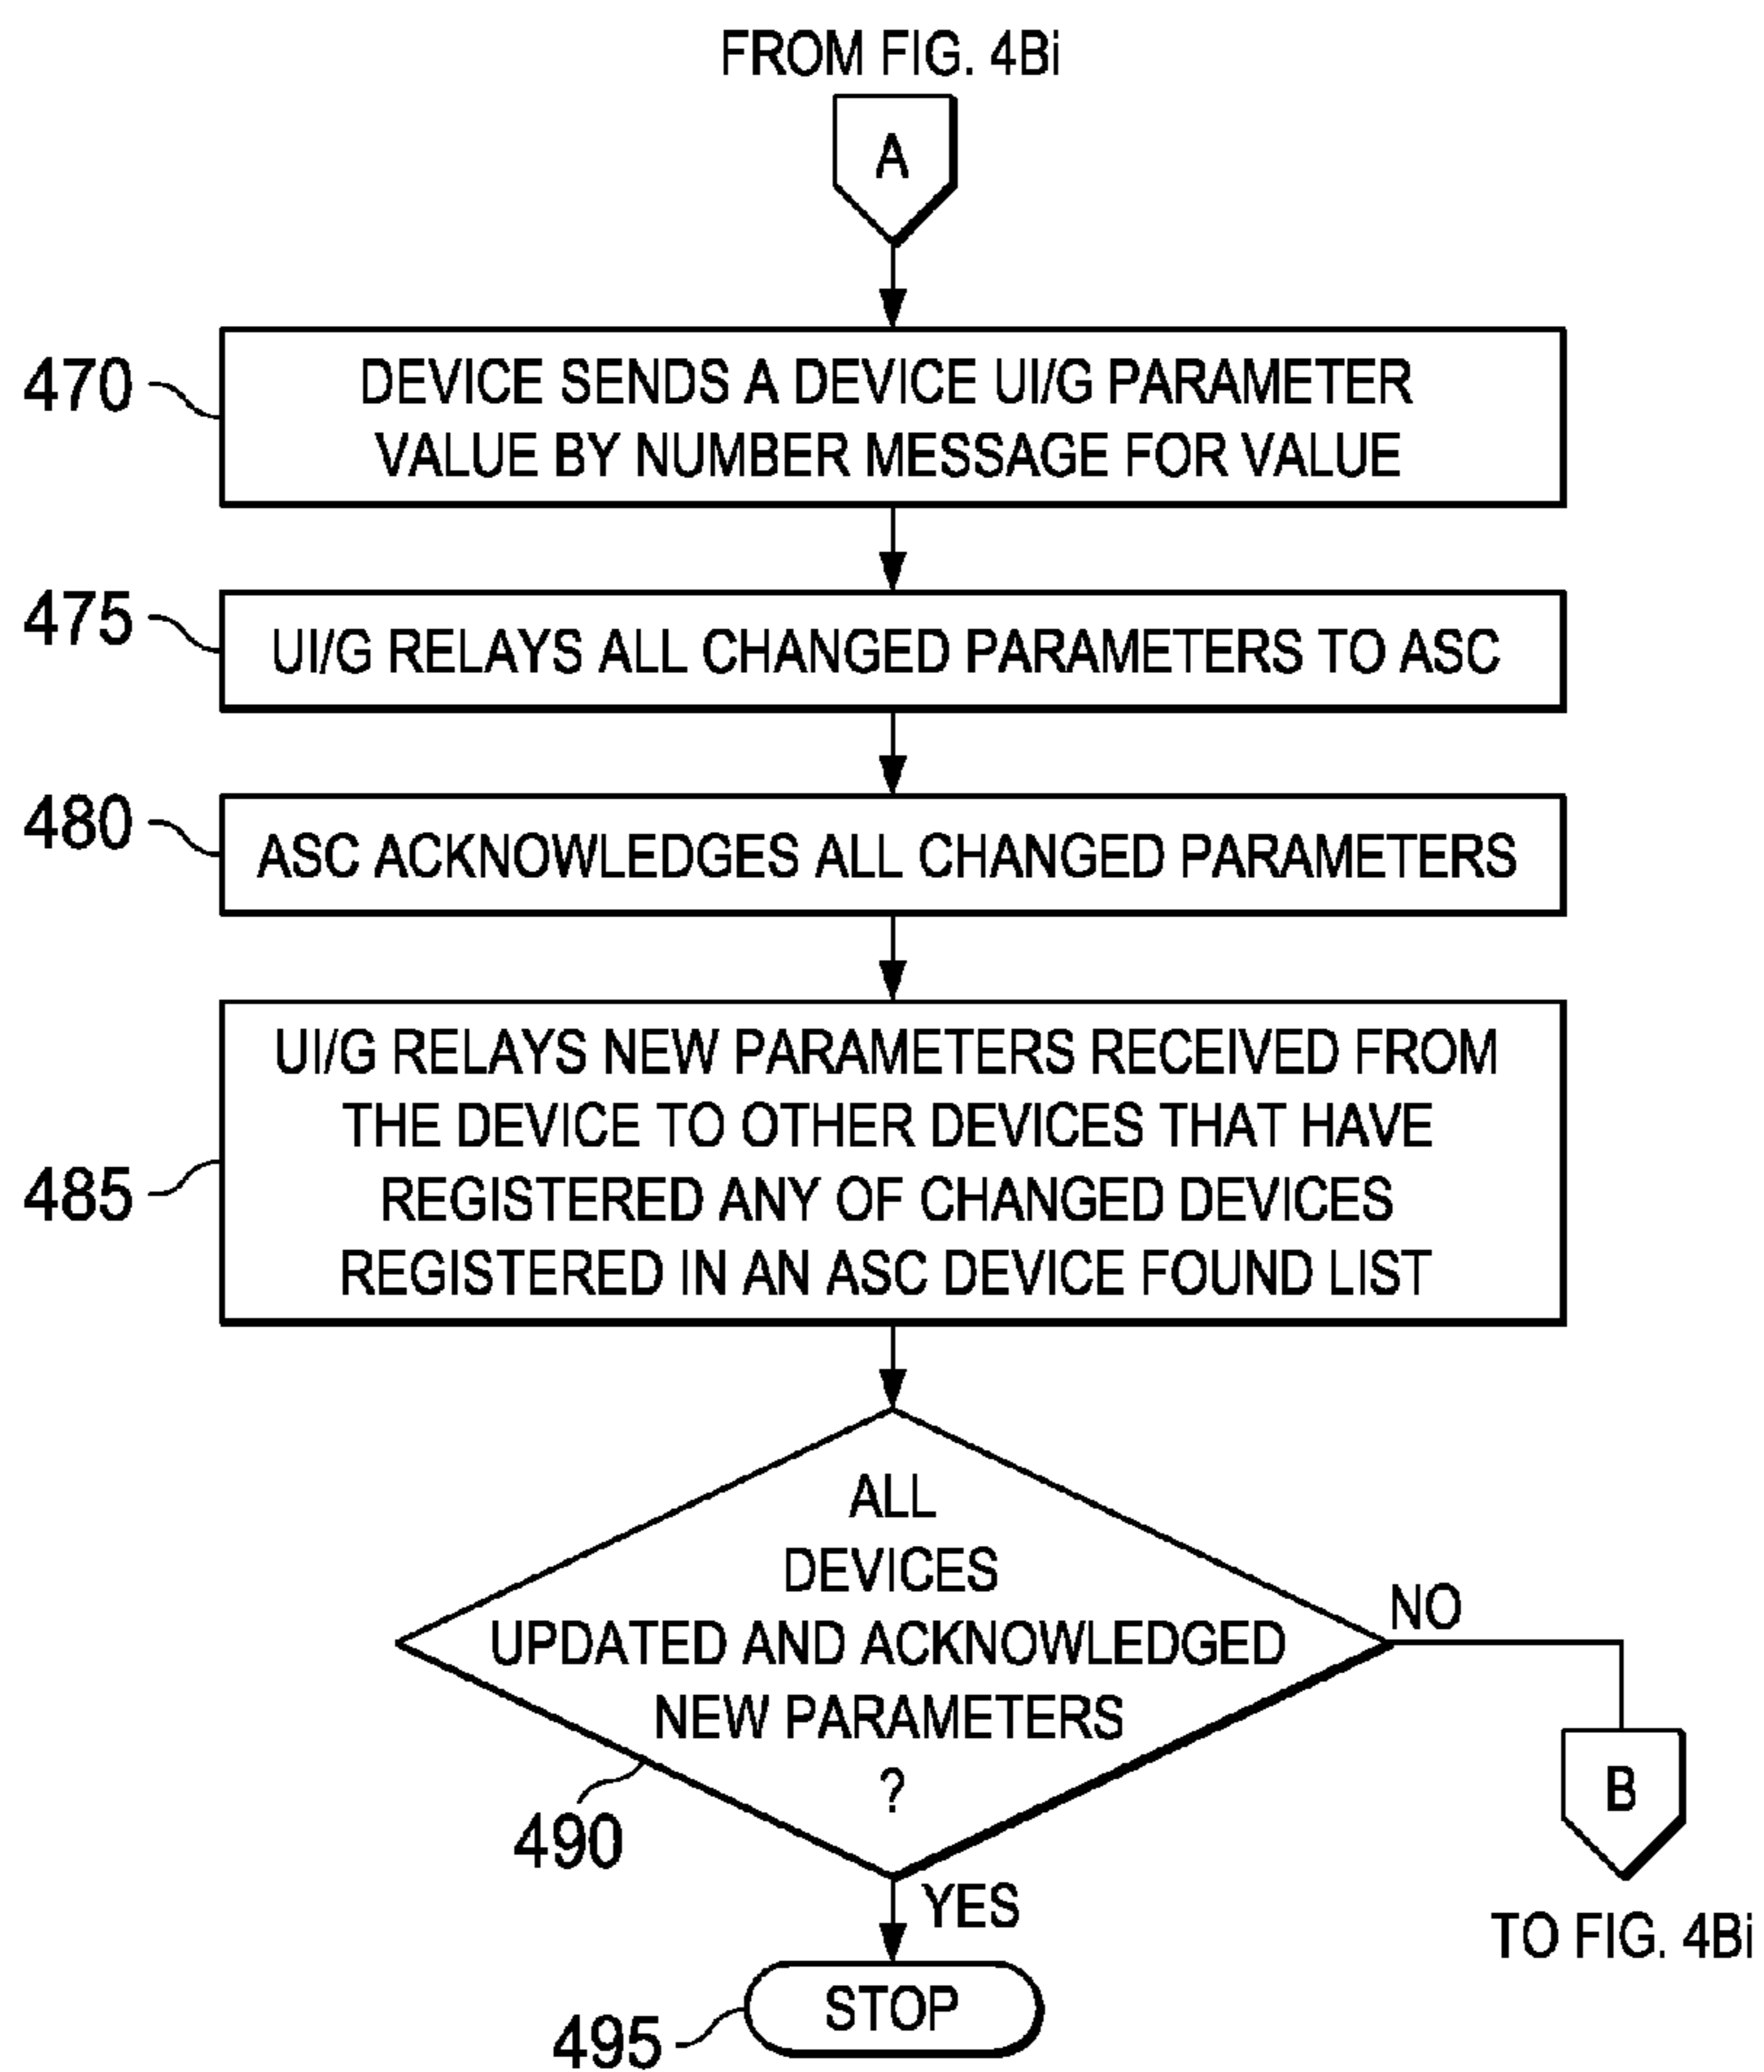 FROM FIG. 4Bi
A
470
DEVICE SENDS A DEVICE UI/G PARAMETER
VALUE BY NUMBER MESSAGE FOR VALUE
475
UI/G RELAYS ALL CHANGED PARAMETERS TO ASC
480
ASC ACKNOWLEDGES ALL CHANGED PARAMETERS
485
UI/G RELAYS NEW PARAMETERS RECEIVED FROM
THE DEVICE TO OTHER DEVICES THAT HAVE
REGISTERED ANY OF CHANGED DEVICES
REGISTERED IN AN ASC DEVICE FOUND LIST
ALL
DEVICES
UPDATED AND ACKNOWLEDGED
NEW PARAMETERS
?
490
NO
B
TO FIG. 4Bi
YES
STOP
495